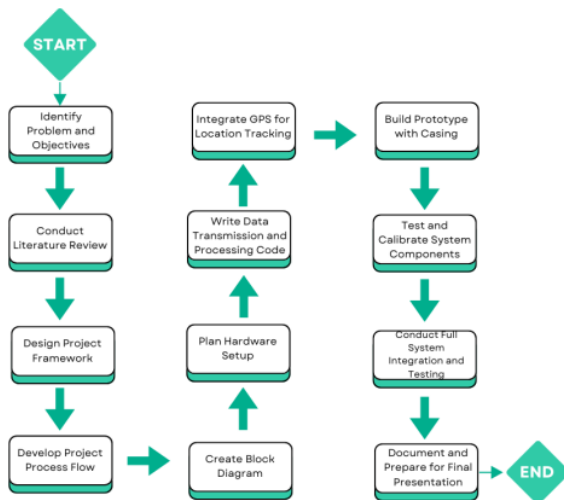 START
Identify
Problem and
Objectives
Conduct
Literature Review
Design Project
Framework
Develop Project
Process Flow
Create Block
Diagram
Plan Hardware
Setup
Write Data
Transmission and
Processing Code
Integrate GPS for
Location Tracking
Build Prototype
with Casing
Test and
Calibrate System
Components
Conduct Full
System
Integration and
Testing
Document and
Prepare for Final
Presentation
END